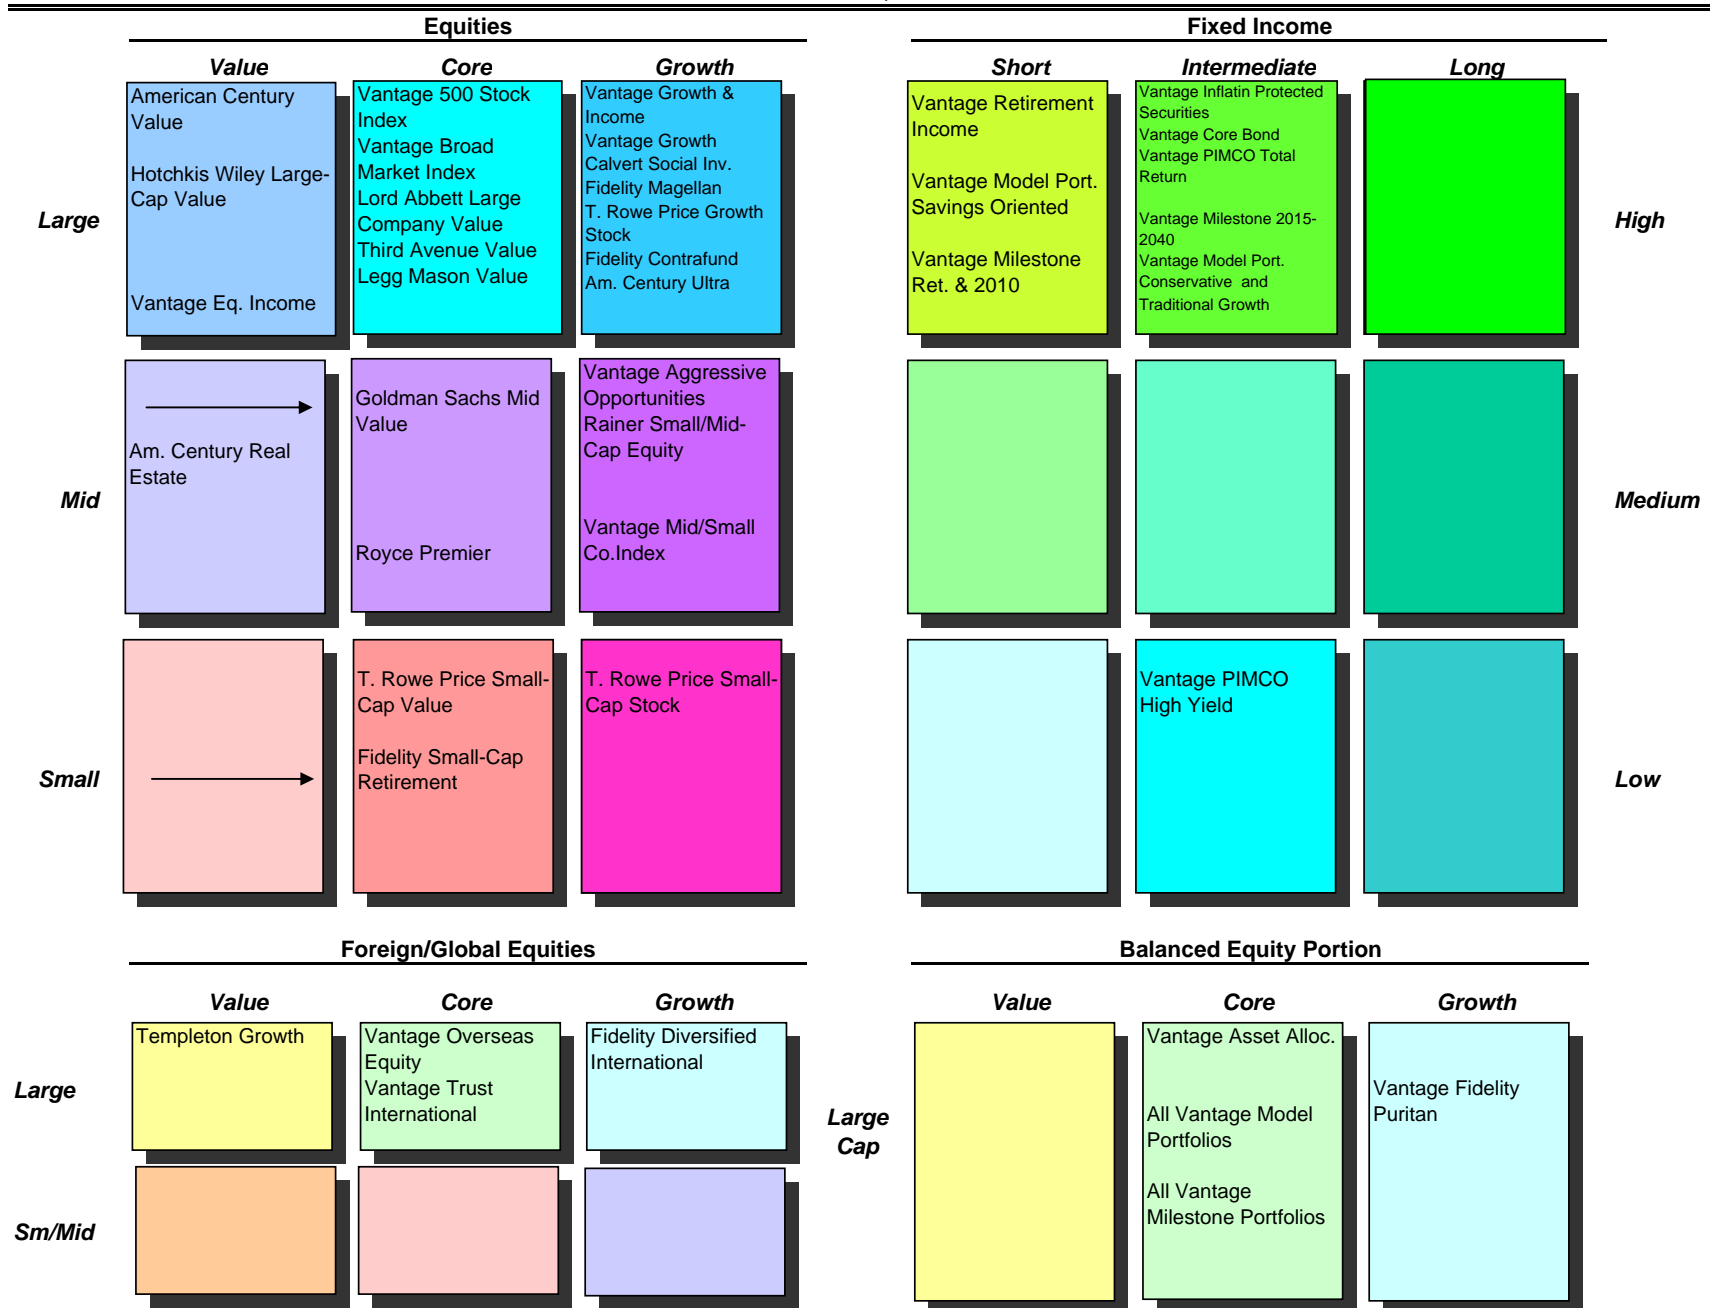 Equities
Value
Core
Growth
Large
American Century
Value
Hotchkis Wiley Large-
Cap Value
Vantage Eq. Income
Vantage 500 Stock
Index
Vantage Broad
Market Index
Lord Abbett Large
Company Value
Third Avenue Value
Legg Mason Value
Vantage Growth &
Income
Vantage Growth
Calvert Social Inv.
Fidelity Magellan
T. Rowe Price Growth
Stock
Fidelity Contrafund
Am. Century Ultra
Mid
Am. Century Real
Estate
Goldman Sachs Mid
Value
Royce Premier
Vantage Aggressive
Opportunities
Rainer Small/Mid-
Cap Equity
Vantage Mid/Small
Co.Index
Small
T. Rowe Price Small-
Cap Value
Fidelity Small-Cap
Retirement
T. Rowe Price Small-
Cap Stock
Fixed Income
Short
Intermediate
Long
Vantage Retirement
Income
Vantage Model Port.
Savings Oriented
Vantage Milestone
Ret. & 2010
Vantage Inflatin Protected
Securities
Vantage Core Bond
Vantage PIMCO Total
Return
Vantage Milestone 2015-
2040
Vantage Model Port.
Conservative and
Traditional Growth
High
Medium
Vantage PIMCO
High Yield
Low
Foreign/Global Equities
Value
Core
Growth
Large
Templeton Growth
Vantage Overseas
Equity
Vantage Trust
International
Fidelity Diversified
International
Sm/Mid
Balanced Equity Portion
Value
Core
Growth
Large
Cap
Vantage Asset Alloc.
All Vantage Model
Portfolios
All Vantage
Milestone Portfolios
Vantage Fidelity
Puritan